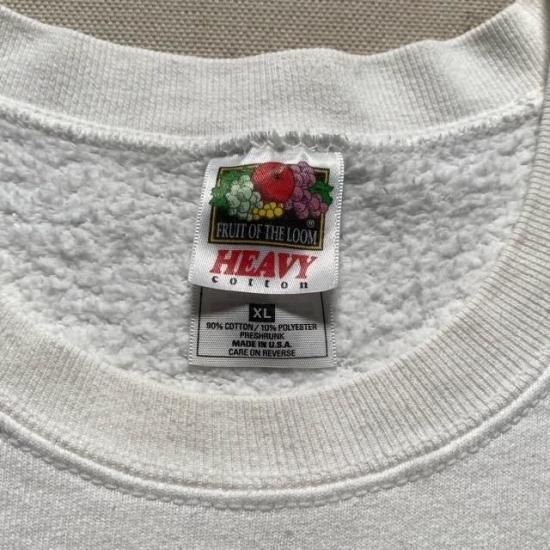 FRUIT OF THE LOOM ®
HEAVY
cotton
XL
90% COTTON / 10% POLYESTER
PRESHRUNK
MADE IN U.S.A.
CARE ON REVERSE